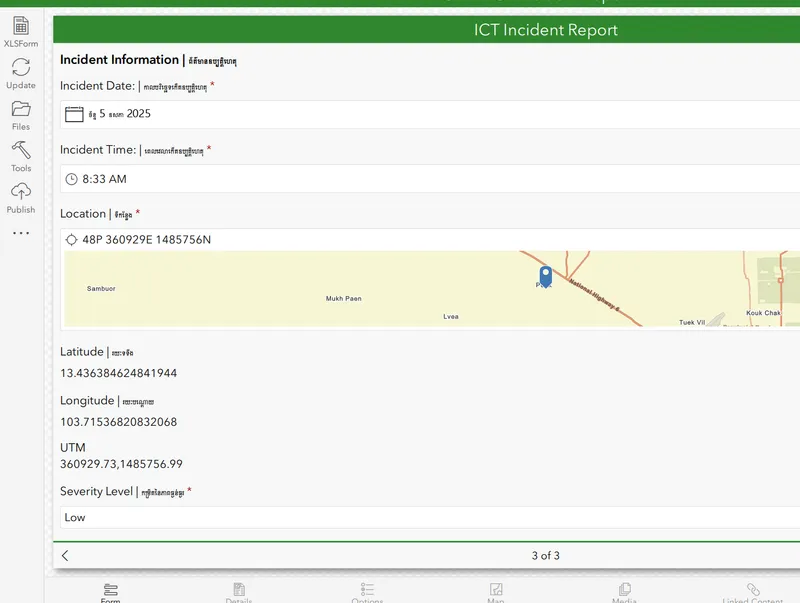 ICT Incident Report
XLSForm
Update
Files
Tools
Publish
Incident Information | ព័ត៌មានឧប្បត្តិហេតុ
Incident Date: | កាលបរិច្ឆេទកើតឧប្បត្តិហេតុ *
ច័ន្ទ 5 ឧសភា 2025
Incident Time: | ពេលវេលាកើតឧប្បត្តិហេតុ *
8:33 AM
Location | ទីកន្លែង *
48P 360929E 1485756N
Sambuor
Mukh Paen
Lvea
National Highway 6
Tuek Vil
Kouk Chak
Latitude | រយៈទទឹង
13.436384624841944
Longitude | រយៈបណ្តោយ
103.71536820832068
UTM
360929.73,1485756.99
Severity Level | កម្រិតនៃភាពធ្ងន់ធ្ងរ *
Low
3 of 3
Form
Details
Options
Map
Media
Linked Content